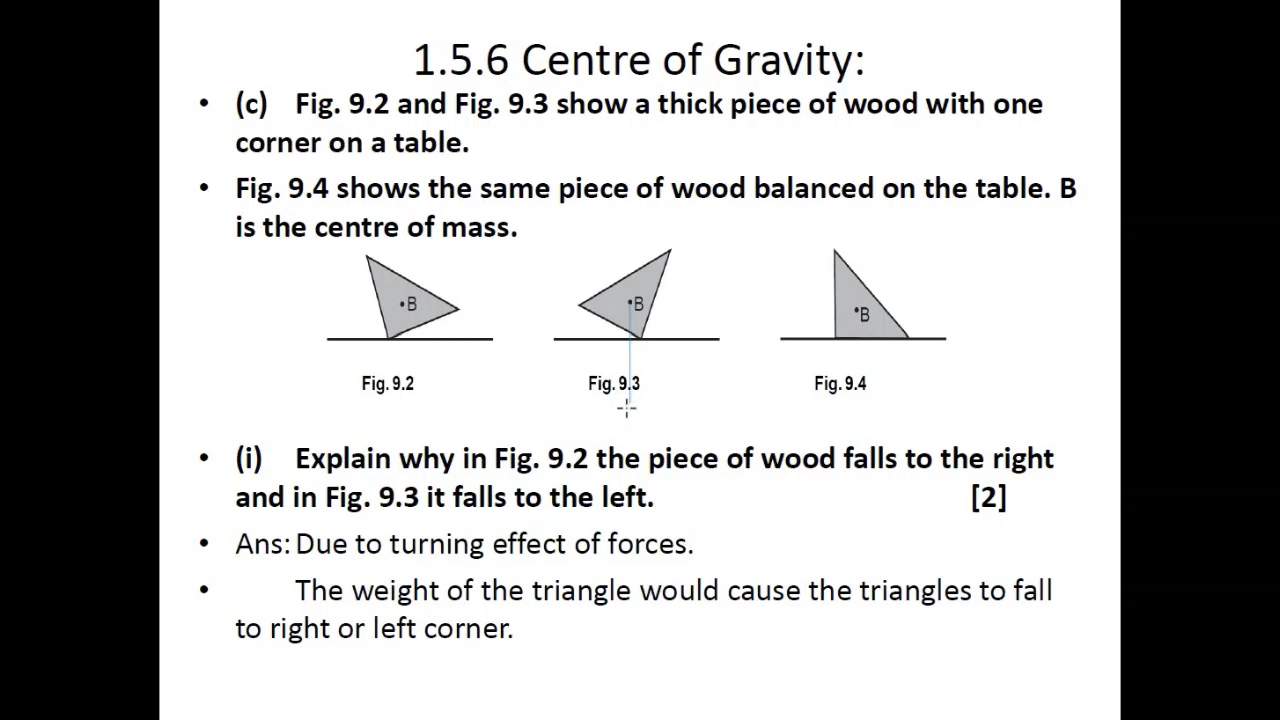 1.5.6 Centre of Gravity:
• (c) Fig. 9.2 and Fig. 9.3 show a thick piece of wood with one
corner on a table.
• Fig. 9.4 shows the same piece of wood balanced on the table. B
is the centre of mass.
B B B
Fig. 9.2 Fig. 9.3 Fig. 9.4
• (i) Explain why in Fig. 9.2 the piece of wood falls to the right
and in Fig. 9.3 it falls to the left. [2]
• Ans: Due to turning effect of forces.
• The weight of the triangle would cause the triangles to fall
to right or left corner.